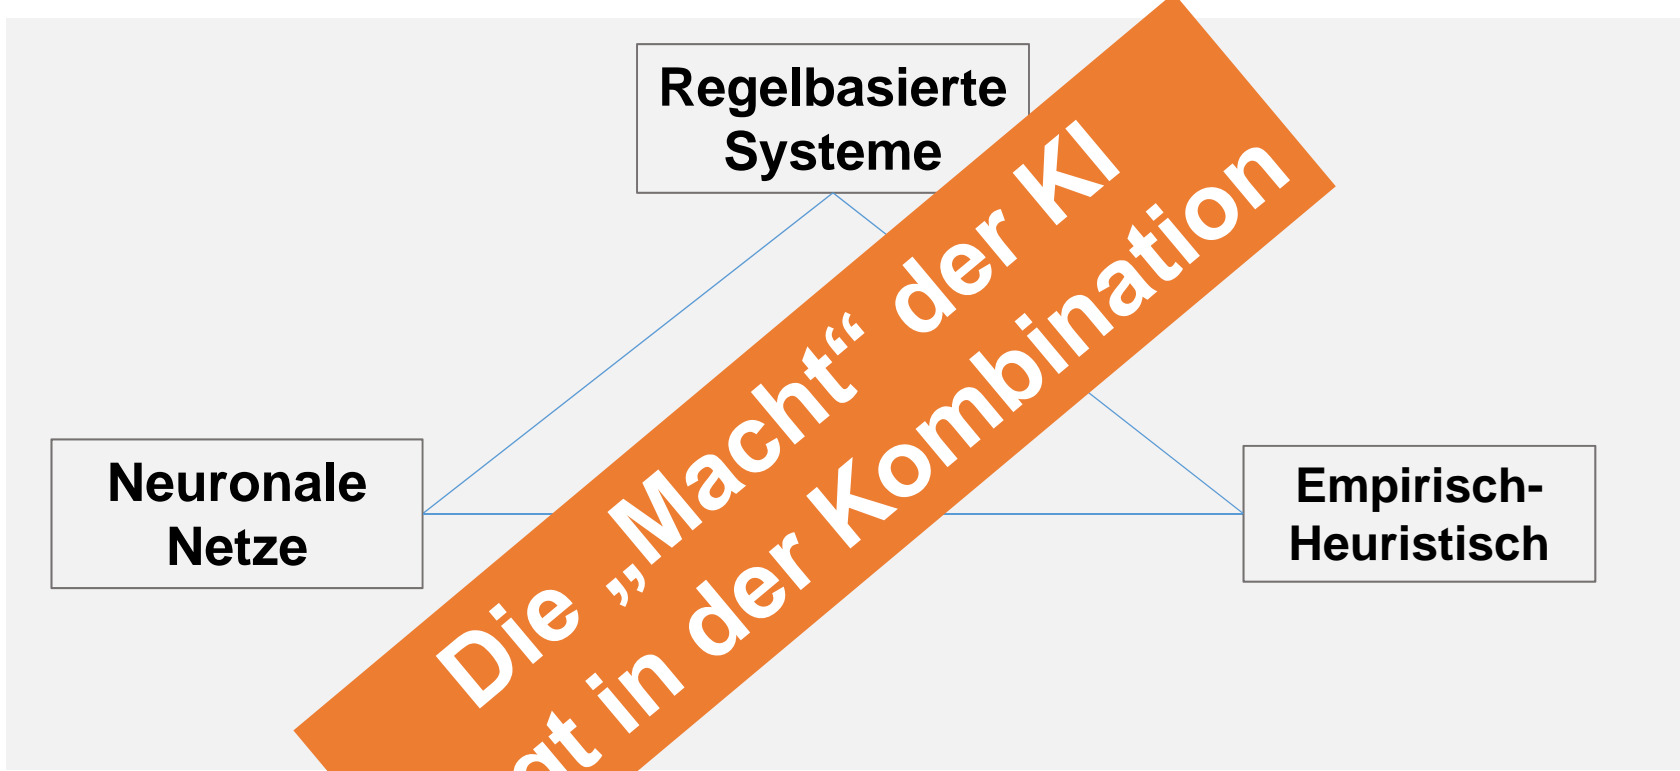 Regelbasierte
Systeme
Die „Macht“ der KI
in der Kombination
Neuronale
Netze
Empirisch-
Heuristisch